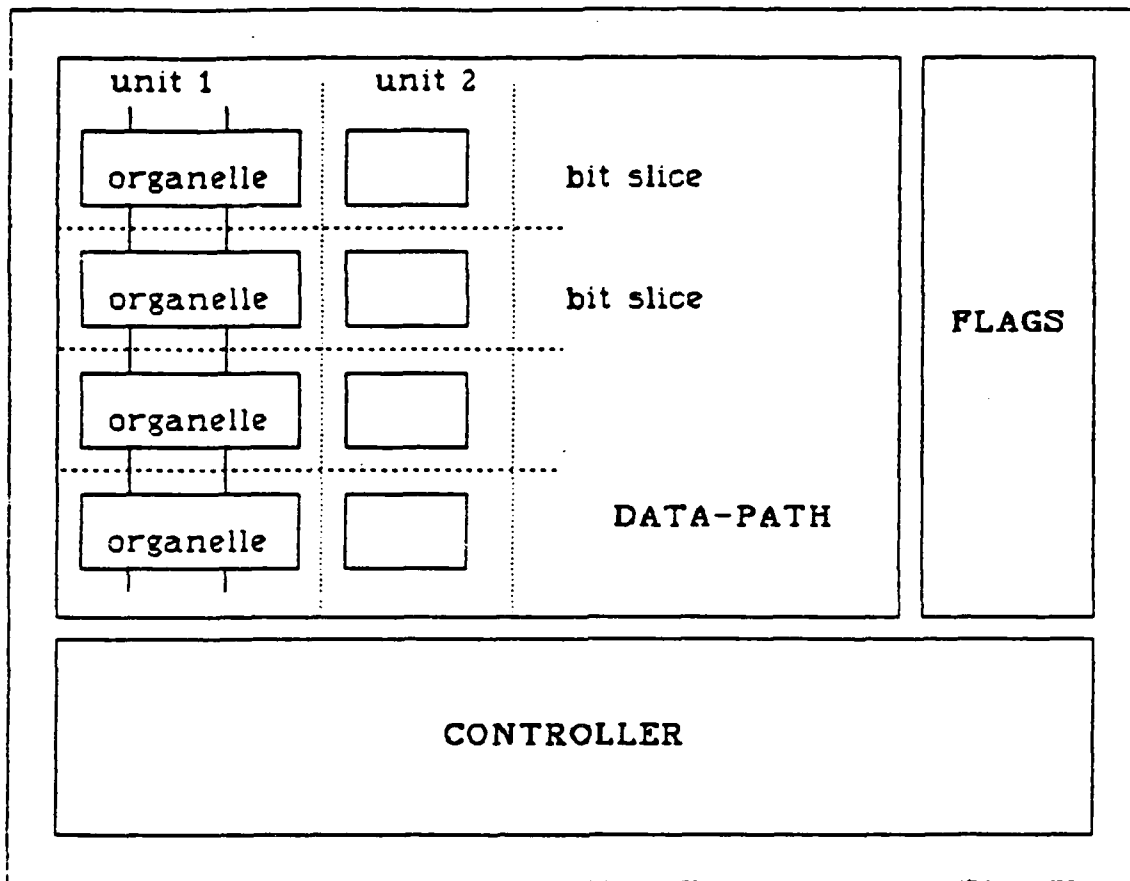 unit 1 unit 2
organelle bit slice
organelle bit slice
FLAGS
organelle
DATA-PATH
organelle
CONTROLLER